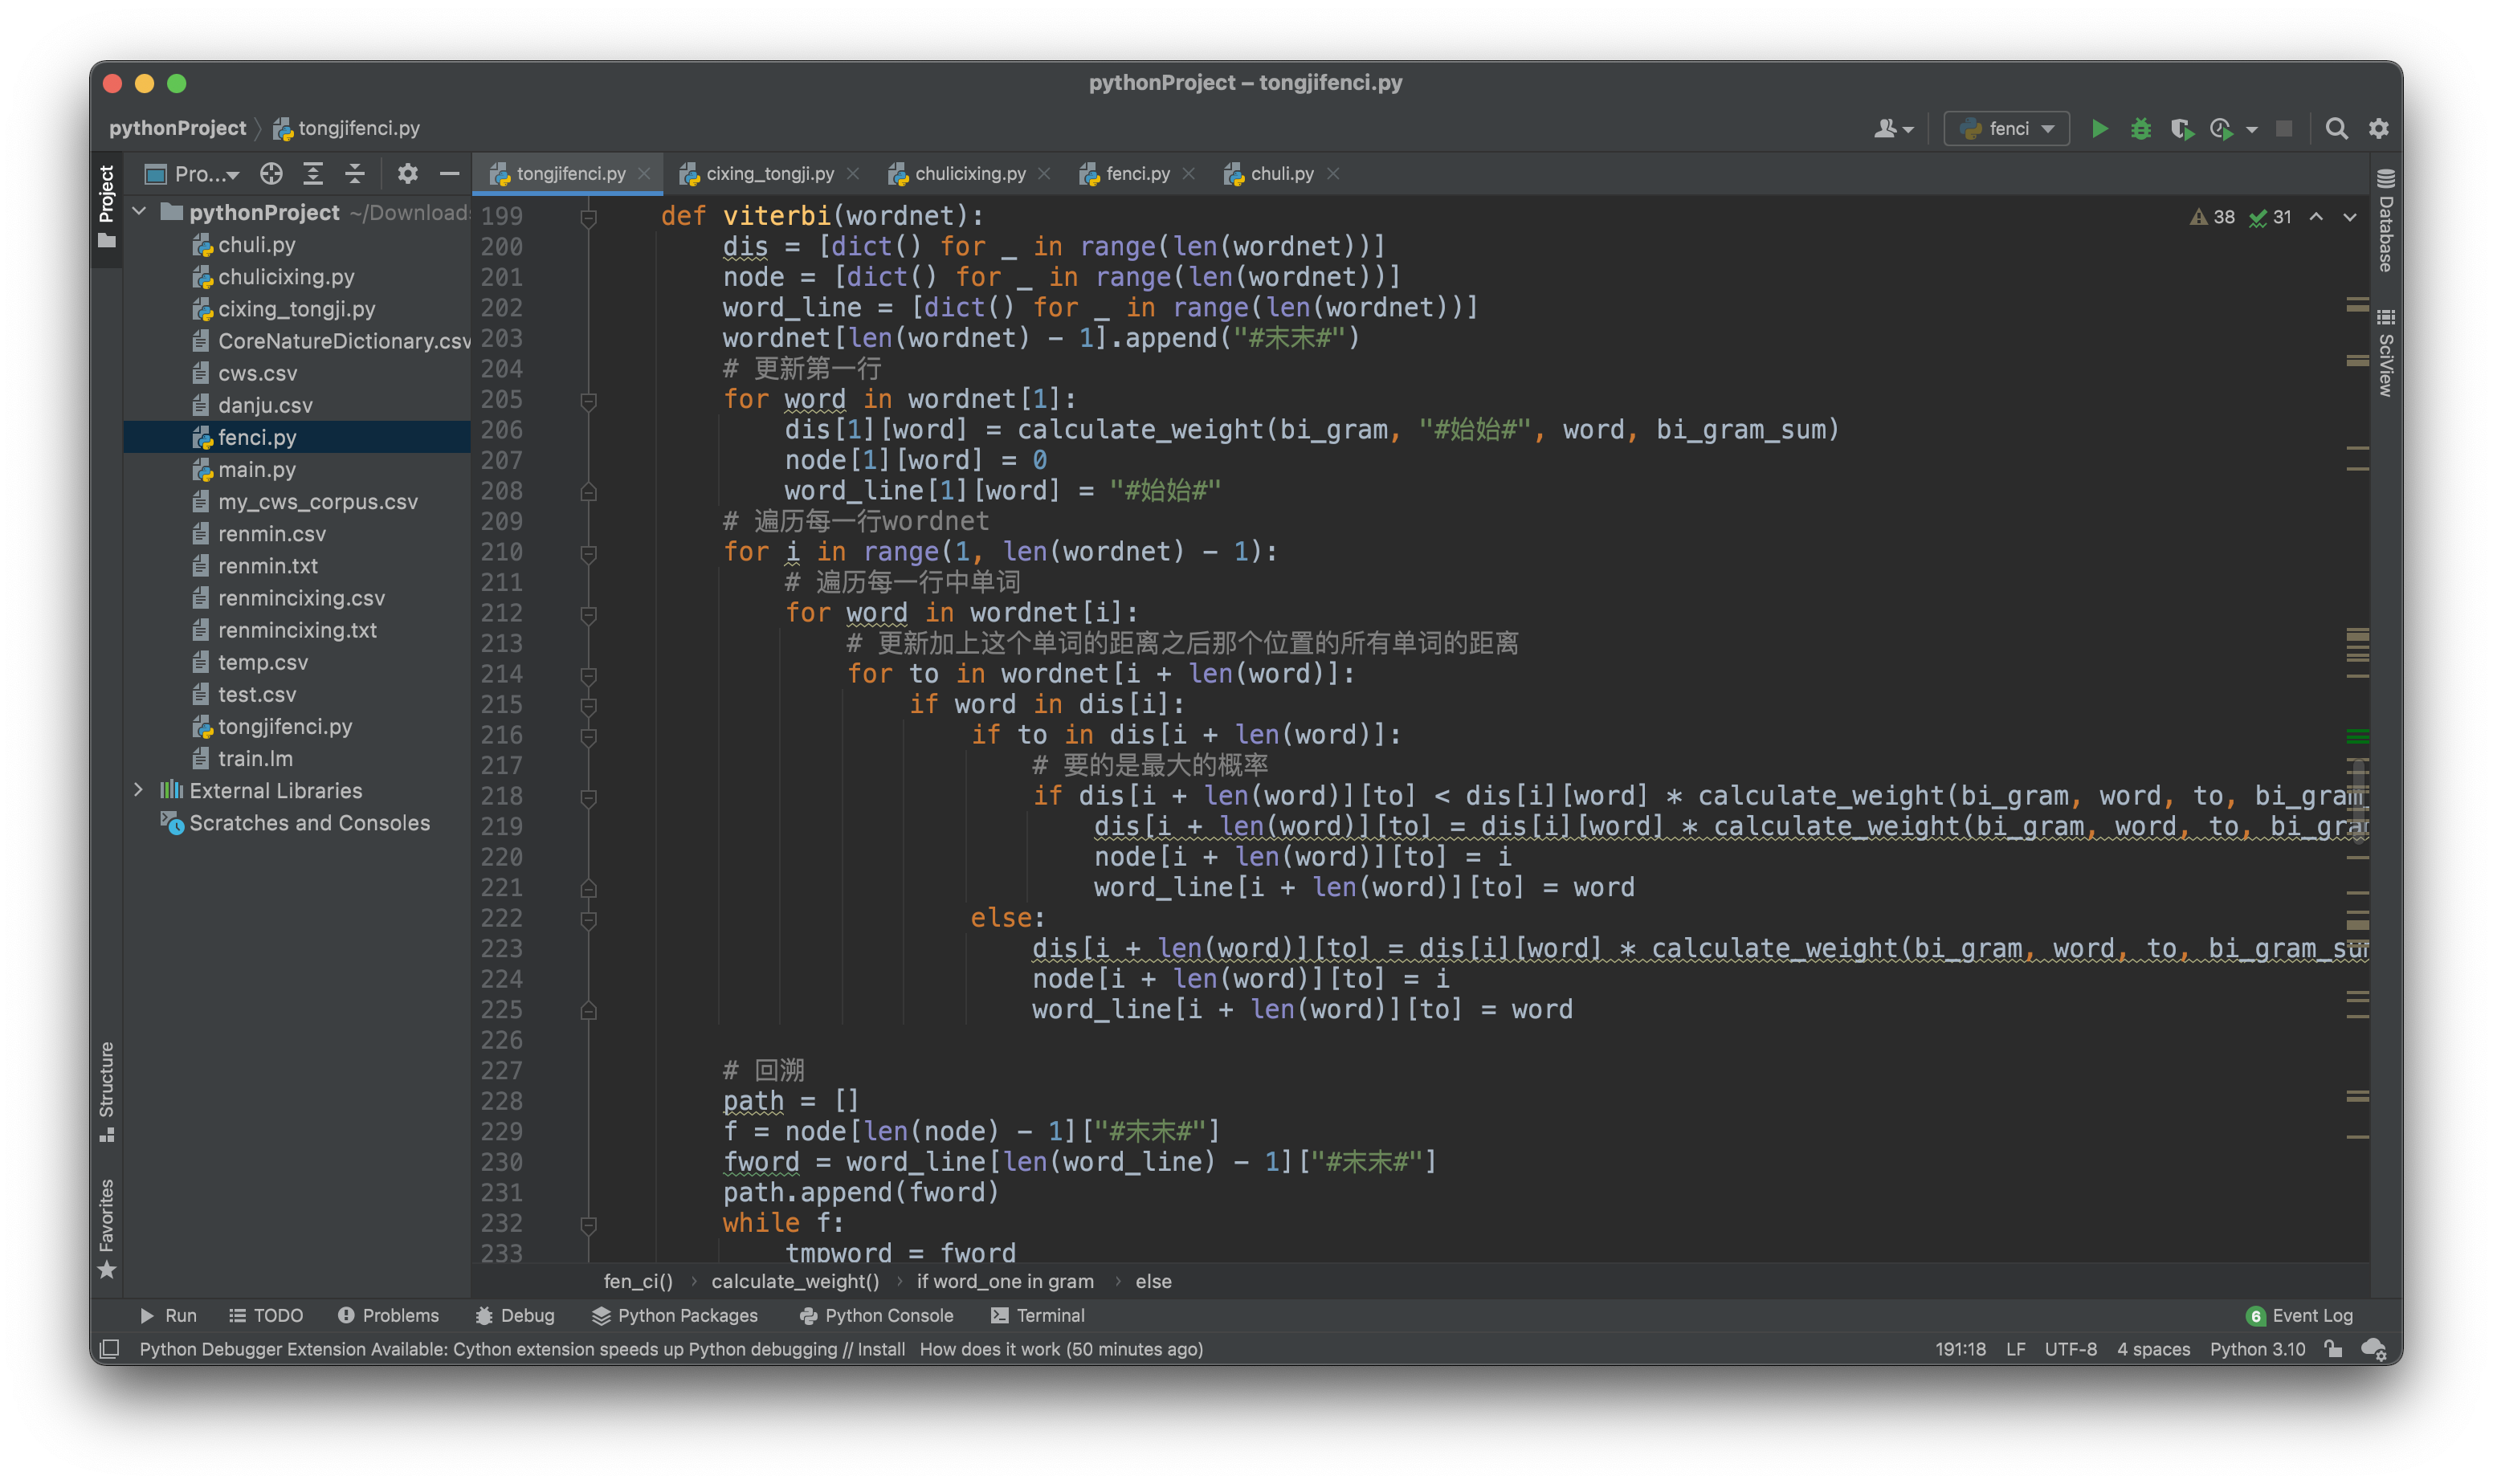 pythonProject – tongjifenci.py
pythonProject tongjifenci.py
fenci
Project
Pro...
tongjifenci.py cixing_tongji.py chulicixing.py fenci.py chuli.py
pythonProject ~/Download
chuli.py
chulicixing.py
cixing_tongji.py
CoreNatureDictionary.csv
cws.csv
danju.csv
fenci.py
main.py
my_cws_corpus.csv
renmin.csv
renmin.txt
renmincixing.csv
renmincixing.txt
temp.csv
test.csv
tongjifenci.py
train.lm
External Libraries
Scratches and Consoles
Structure
Favorites
38 31
Database
SciView
199 def viterbi(wordnet):
200 dis = [dict() for _ in range(len(wordnet))]
201 node = [dict() for _ in range(len(wordnet))]
202 word_line = [dict() for _ in range(len(wordnet))]
203 wordnet[len(wordnet) - 1].append("#末末#")
204 # 更新第一行
205 for word in wordnet[1]:
206 dis[1][word] = calculate_weight(bi_gram, "#始始#", word, bi_gram_sum)
207 node[1][word] = 0
208 word_line[1][word] = "#始始#"
209 # 遍历每一行wordnet
210 for i in range(1, len(wordnet) - 1):
211 # 遍历每一行中单词
212 for word in wordnet[i]:
213 # 更新加上这个单词的距离之后那个位置的所有单词的距离
214 for to in wordnet[i + len(word)]:
215 if word in dis[i]:
216 if to in dis[i + len(word)]:
217 # 要的是最大的概率
218 if dis[i + len(word)][to] < dis[i][word] * calculate_weight(bi_gram, word, to, bi_gram_
219 dis[i + len(word)][to] = dis[i][word] * calculate_weight(bi_gram, word, to, bi_gra
220 node[i + len(word)][to] = i
221 word_line[i + len(word)][to] = word
222 else:
223 dis[i + len(word)][to] = dis[i][word] * calculate_weight(bi_gram, word, to, bi_gram_sum
224 node[i + len(word)][to] = i
225 word_line[i + len(word)][to] = word
226
227 # 回溯
228 path = []
229 f = node[len(node) - 1]["#末末#"]
230 fword = word_line[len(word_line) - 1]["#末末#"]
231 path.append(fword)
232 while f:
233 tmpword = fword
fen_ci() calculate_weight() if word_one in gram else
Run TODO Problems Debug Python Packages Python Console Terminal 6 Event Log
Python Debugger Extension Available: Cython extension speeds up Python debugging // Install How does it work (50 minutes ago) 191:18 LF UTF-8 4 spaces Python 3.10